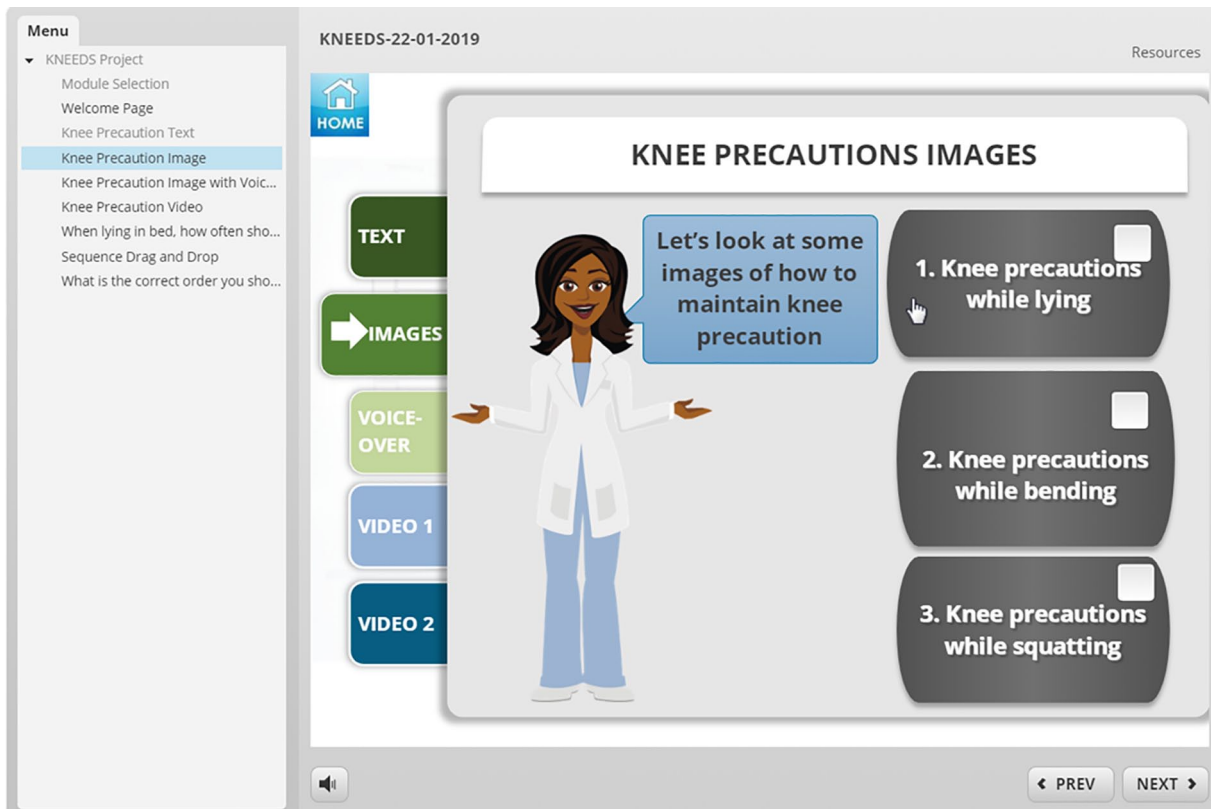 Menu
KNEEDS Project
Module Selection
Welcome Page
Knee Precaution Text
Knee Precaution Image
Knee Precaution Image with Voic...
Knee Precaution Video
When lying in bed, how often sho...
Sequence Drag and Drop
What is the correct order you sho...
KNEEDS-22-01-2019
Resources
HOME
KNEE PRECAUTIONS IMAGES
TEXT
IMAGES
VOICE-
OVER
VIDEO 1
VIDEO 2
Let's look at some
images of how to
maintain knee
precaution
1. Knee precautions
while lying
2. Knee precautions
while bending
3. Knee precautions
while squatting
PREV
NEXT